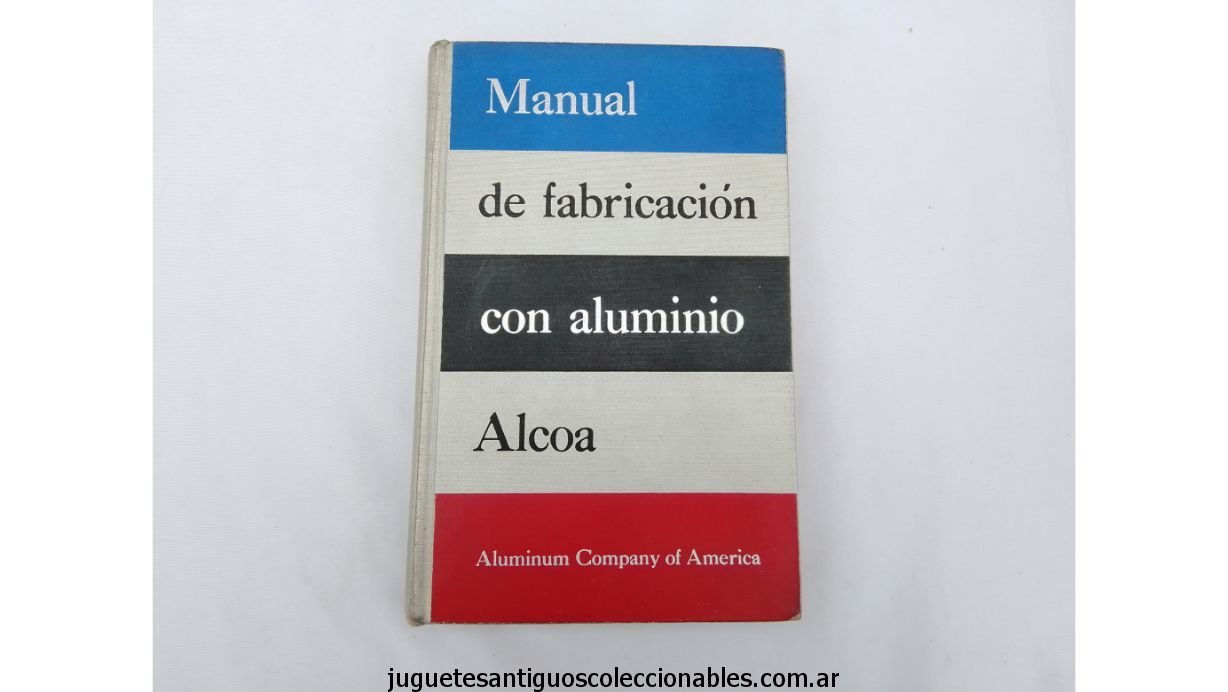 Manual
de fabricación
con aluminio
Alcoa
Aluminum Company of America
juguetesantiguoscoleccionables.com.ar